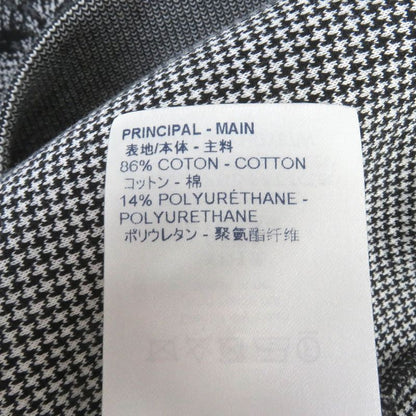 PRINCIPAL - MAIN
表地/本体 - 主料
86% COTON - COTTON
コットン - 棉
14% POLYURÉTHANE -
POLYURETHANE
ポリウレタン - 聚氨酯纤维